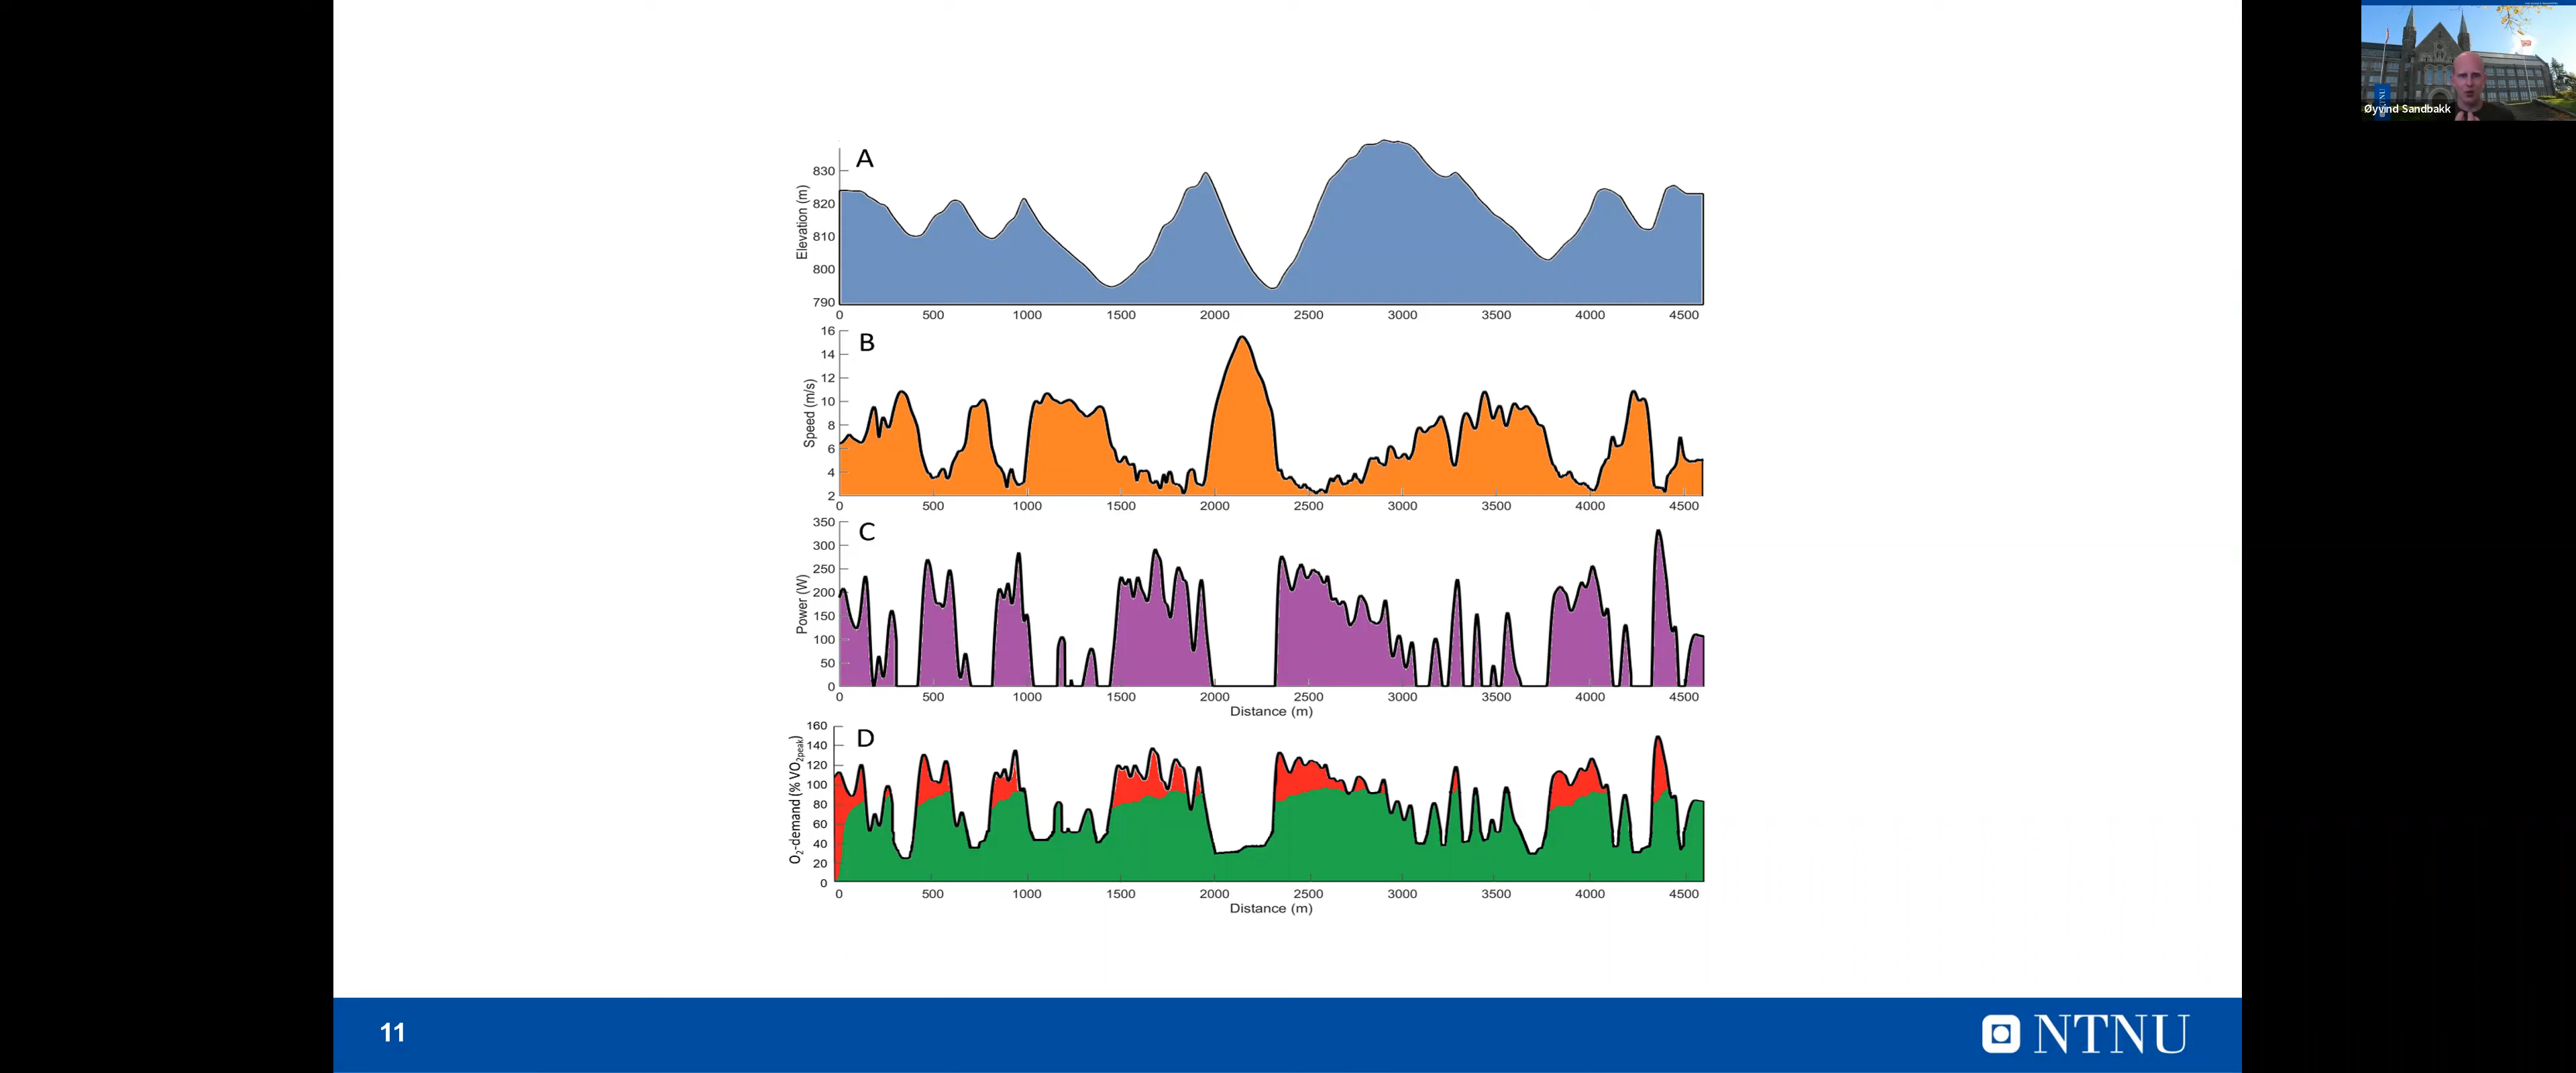 A
Elevation (m)
830
820
810
800
790
0 500 1000 1500 2000 2500 3000 3500 4000 4500
B
Speed (m/s)
16
14
12
10
8
6
4
2
0 500 1000 1500 2000 2500 3000 3500 4000 4500
C
Power (W)
350
300
250
200
150
100
50
0
0 500 1000 1500 2000 2500 3000 3500 4000 4500
Distance (m)
D
O₂-demand (% VO₂peak)
160
140
120
100
80
60
40
20
0
0 500 1000 1500 2000 2500 3000 3500 4000 4500
Distance (m)
11
NTNU
Øyvind Sandbakk